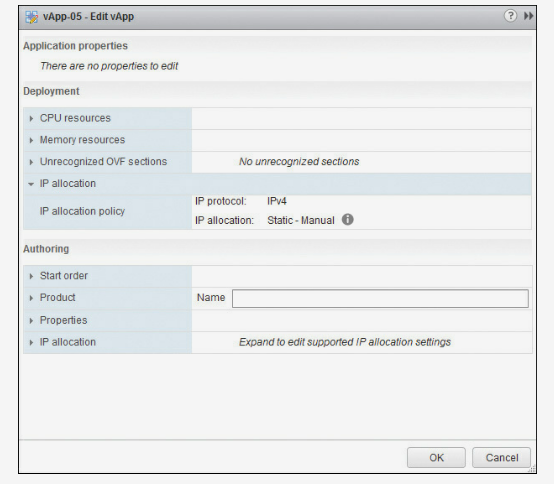 vApp-05 - Edit vApp
Application properties
There are no properties to edit
Deployment
CPU resources
Memory resources
Unrecognized OVF sections No unrecognized sections
IP allocation
IP allocation policy
IP protocol: IPv4
IP allocation: Static - Manual
Authoring
Start order
Product Name
Properties
IP allocation Expand to edit supported IP allocation settings
OK Cancel